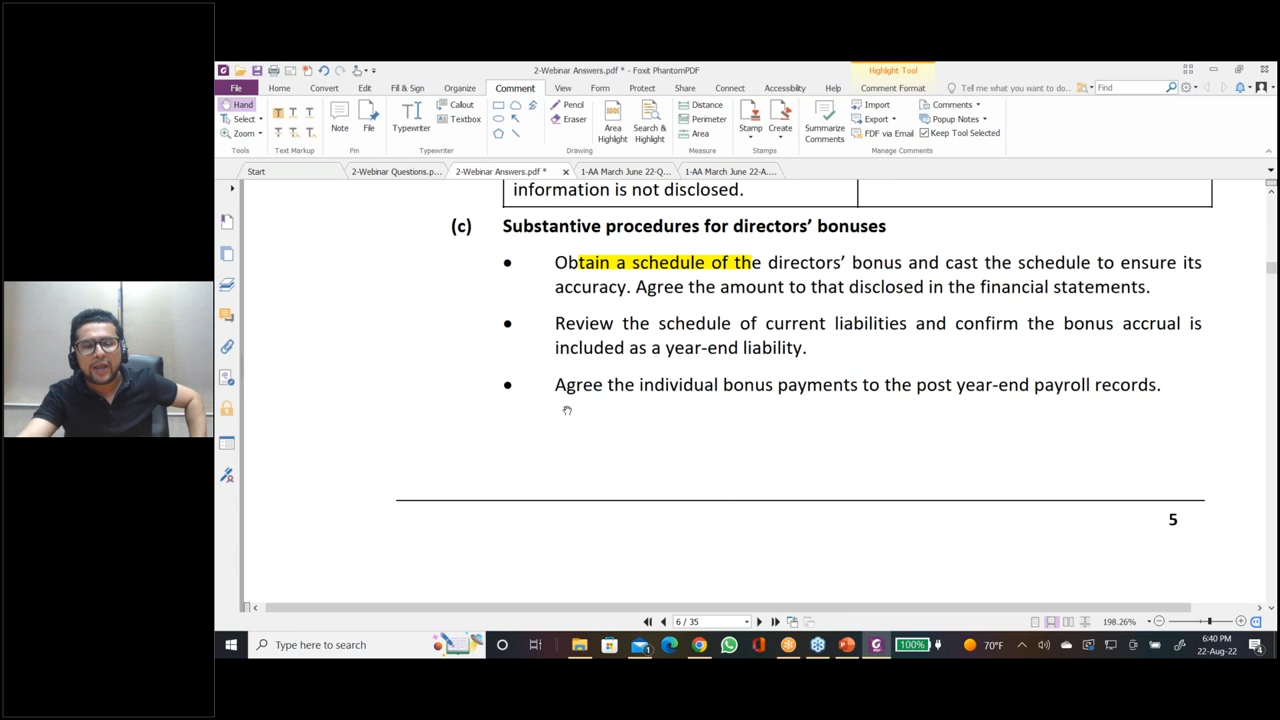 2-Webinar Answers.pdf * - Foxit PhantomPDF
Highlight Tool
File Home Convert Edit Fill & Sign Organize Comment View Form Protect Share Connect Accessibility Help Comment Format Tell me what you want to do.. Find
Hand
Select
Zoom
Tools
T T T
T T T
Text Markup
Note
File
Pin
Typewriter
Callout
Textbox
Typewriter
Pencil
Eraser
Area Highlight
Search & Highlight
Drawing
Distance
Perimeter
Area
Measure
Stamp
Create
Stamps
Summarize Comments
Import
Export
FDF via Email
Comments
Popup Notes
Keep Tool Selected
Manage Comments
Start 2-Webinar Questions.p... 2-Webinar Answers.pdf * 1-AA March June 22-Q... 1-AA March June 22-A....
information is not disclosed.
(c) Substantive procedures for directors’ bonuses
• Obtain a schedule of the directors’ bonus and cast the schedule to ensure its
accuracy. Agree the amount to that disclosed in the financial statements.
• Review the schedule of current liabilities and confirm the bonus accrual is
included as a year-end liability.
• Agree the individual bonus payments to the post year-end payroll records.
5
6 / 35
198.26%
Type here to search
100%
70°F
6:40 PM
22-Aug-22
4